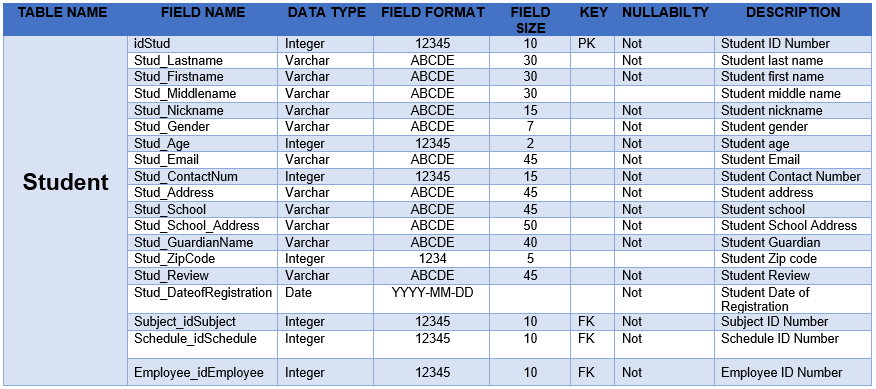 TABLE NAME FIELD NAME DATA TYPE FIELD FORMAT FIELD SIZE KEY NULLABILTY DESCRIPTION
Student
idStud Integer 12345 10 PK Not Student ID Number
Stud_Lastname Varchar ABCDE 30 Not Student last name
Stud_Firstname Varchar ABCDE 30 Not Student first name
Stud_Middlename Varchar ABCDE 30 Student middle name
Stud_Nickname Varchar ABCDE 15 Not Student nickname
Stud_Gender Varchar ABCDE 7 Not Student gender
Stud_Age Integer 12345 2 Not Student age
Stud_Email Varchar ABCDE 45 Not Student Email
Stud_ContactNum Integer 12345 15 Not Student Contact Number
Stud_Address Varchar ABCDE 45 Not Student address
Stud_School Varchar ABCDE 45 Not Student school
Stud_School_Address Varchar ABCDE 50 Not Student School Address
Stud_GuardianName Varchar ABCDE 40 Not Student Guardian
Stud_ZipCode Integer 1234 5 Student Zip code
Stud_Review Varchar ABCDE 45 Not Student Review
Stud_DateofRegistration Date YYYY-MM-DD Not Student Date of
Registration
Subject_idSubject Integer 12345 10 FK Not Subject ID Number
Schedule_idSchedule Integer 12345 10 FK Not Schedule ID Number
Employee_idEmployee Integer 12345 10 FK Not Employee ID Number